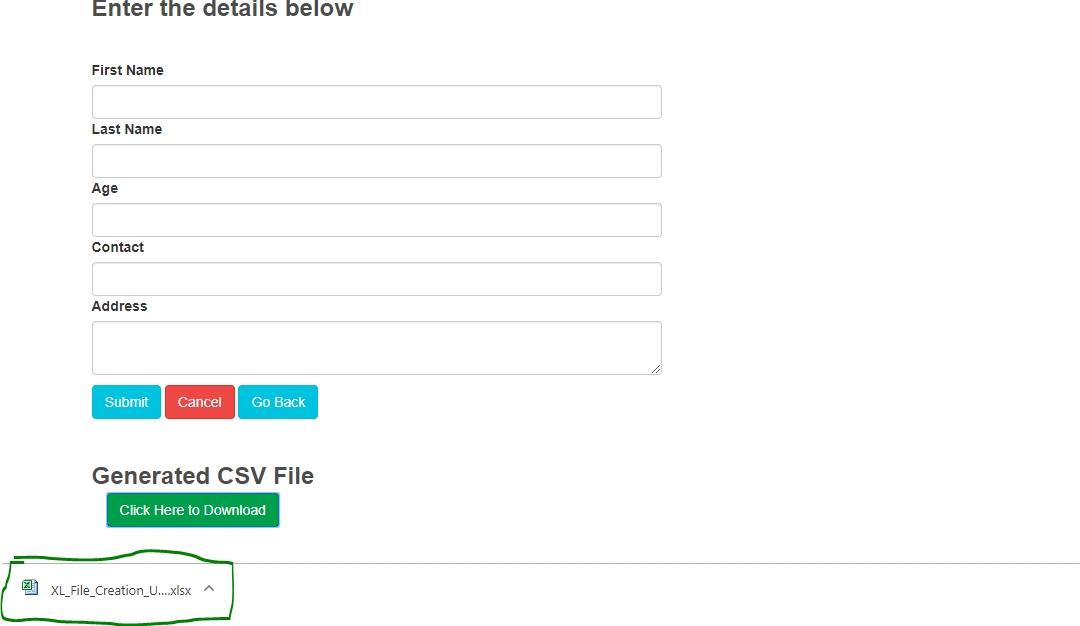 Enter the details below
First Name
Last Name
Age
Contact
Address
Submit Cancel Go Back
Generated CSV File
Click Here to Download
XL_File_Creation_U....xlsx